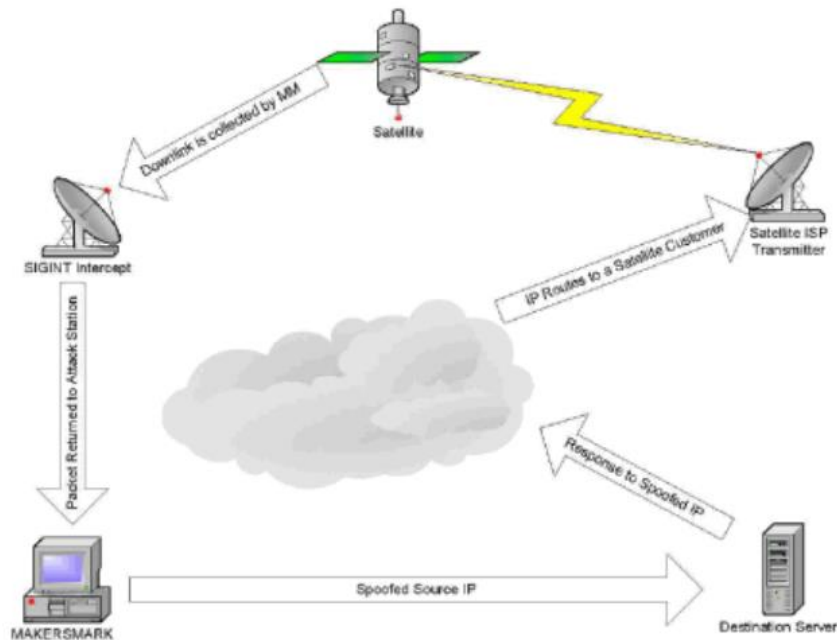 Satellite
Downlink is collected by MM
SIGINT Intercept
Satellite ISP
Transmitter
IP Routes to a Satellite Customer
Packet Returned to Attack Station
Response to Spoofed IP
Spoofed Source IP
MAKERSMARK
Destination Server